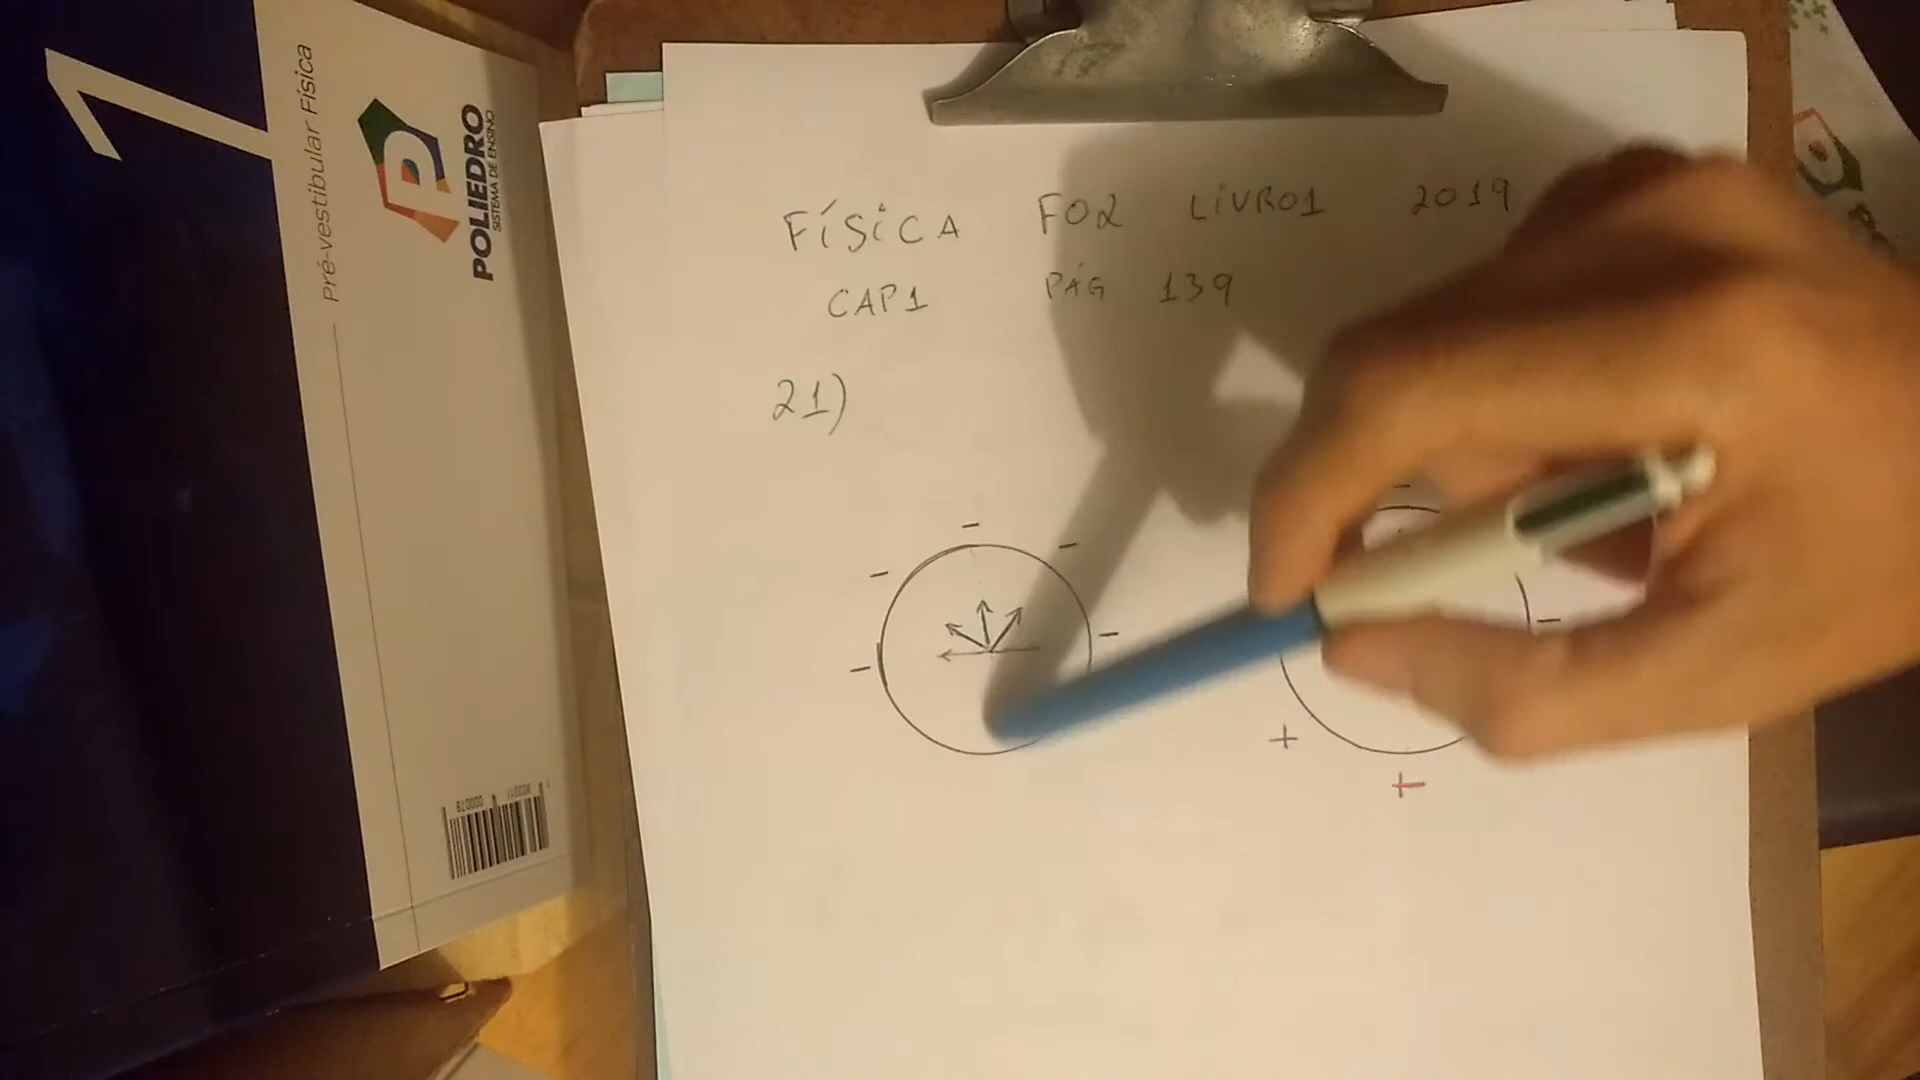 1
Pré-vestibular Física
P
POLIEDRO
SISTEMA DE ENSINO
FÍSICA FO2 LIVRO1 2019
CAP1 PÁG 139
21)
- - - - -
- -
+
+